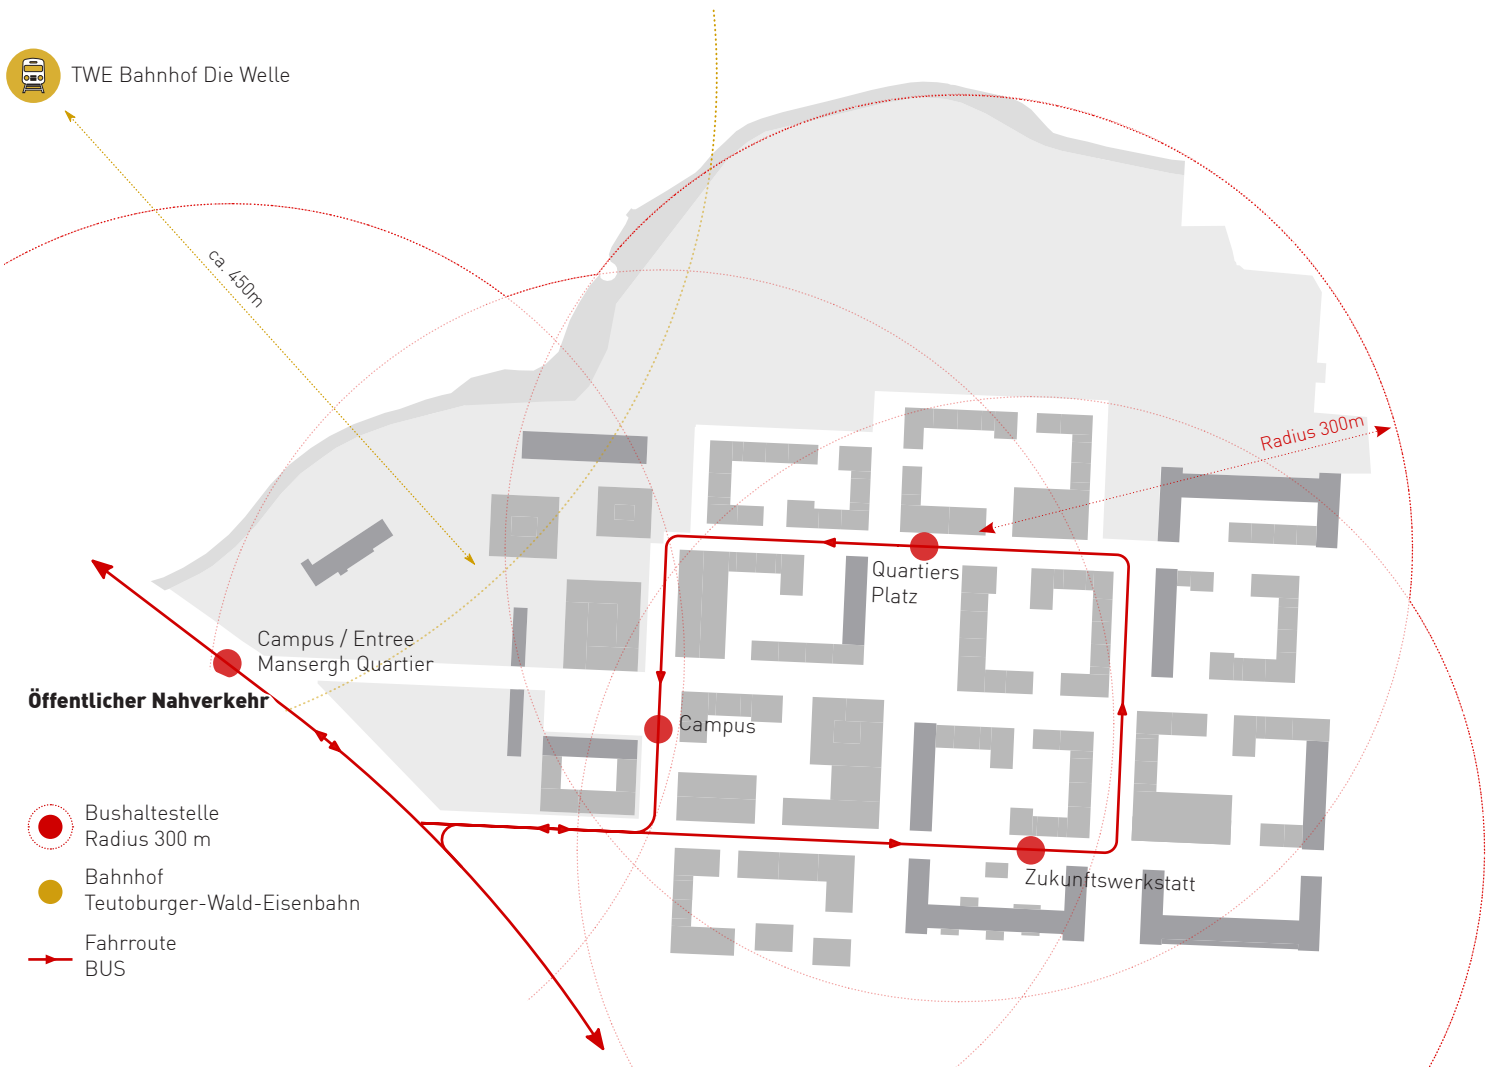 TWE Bahnhof Die Welle
ca. 450m
Radius 300m
Quartiers
Platz
Campus / Entree
Mansergh Quartier
Öffentlicher Nahverkehr
Campus
Zukunftswerkstatt
Bushaltestelle
Radius 300 m
Bahnhof
Teutoburger-Wald-Eisenbahn
Fahrroute
BUS